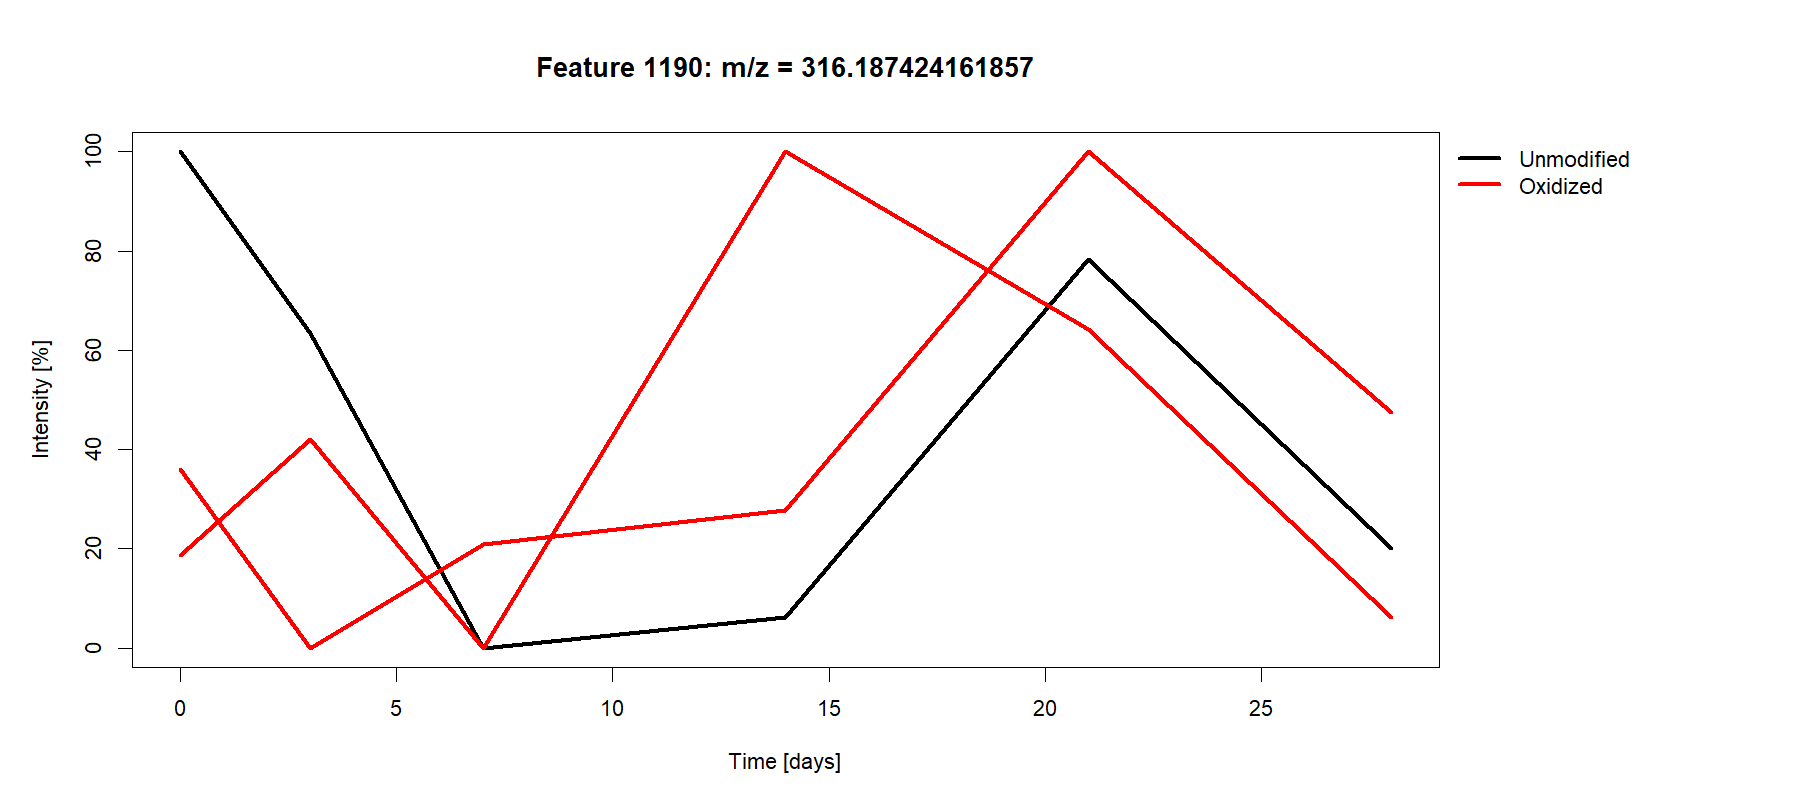 Feature 1190: m/z = 316.187424161857
Unmodified
Oxidized
Intensity [%]
100
80
60
40
20
0
0 5 10 15 20 25
Time [days]